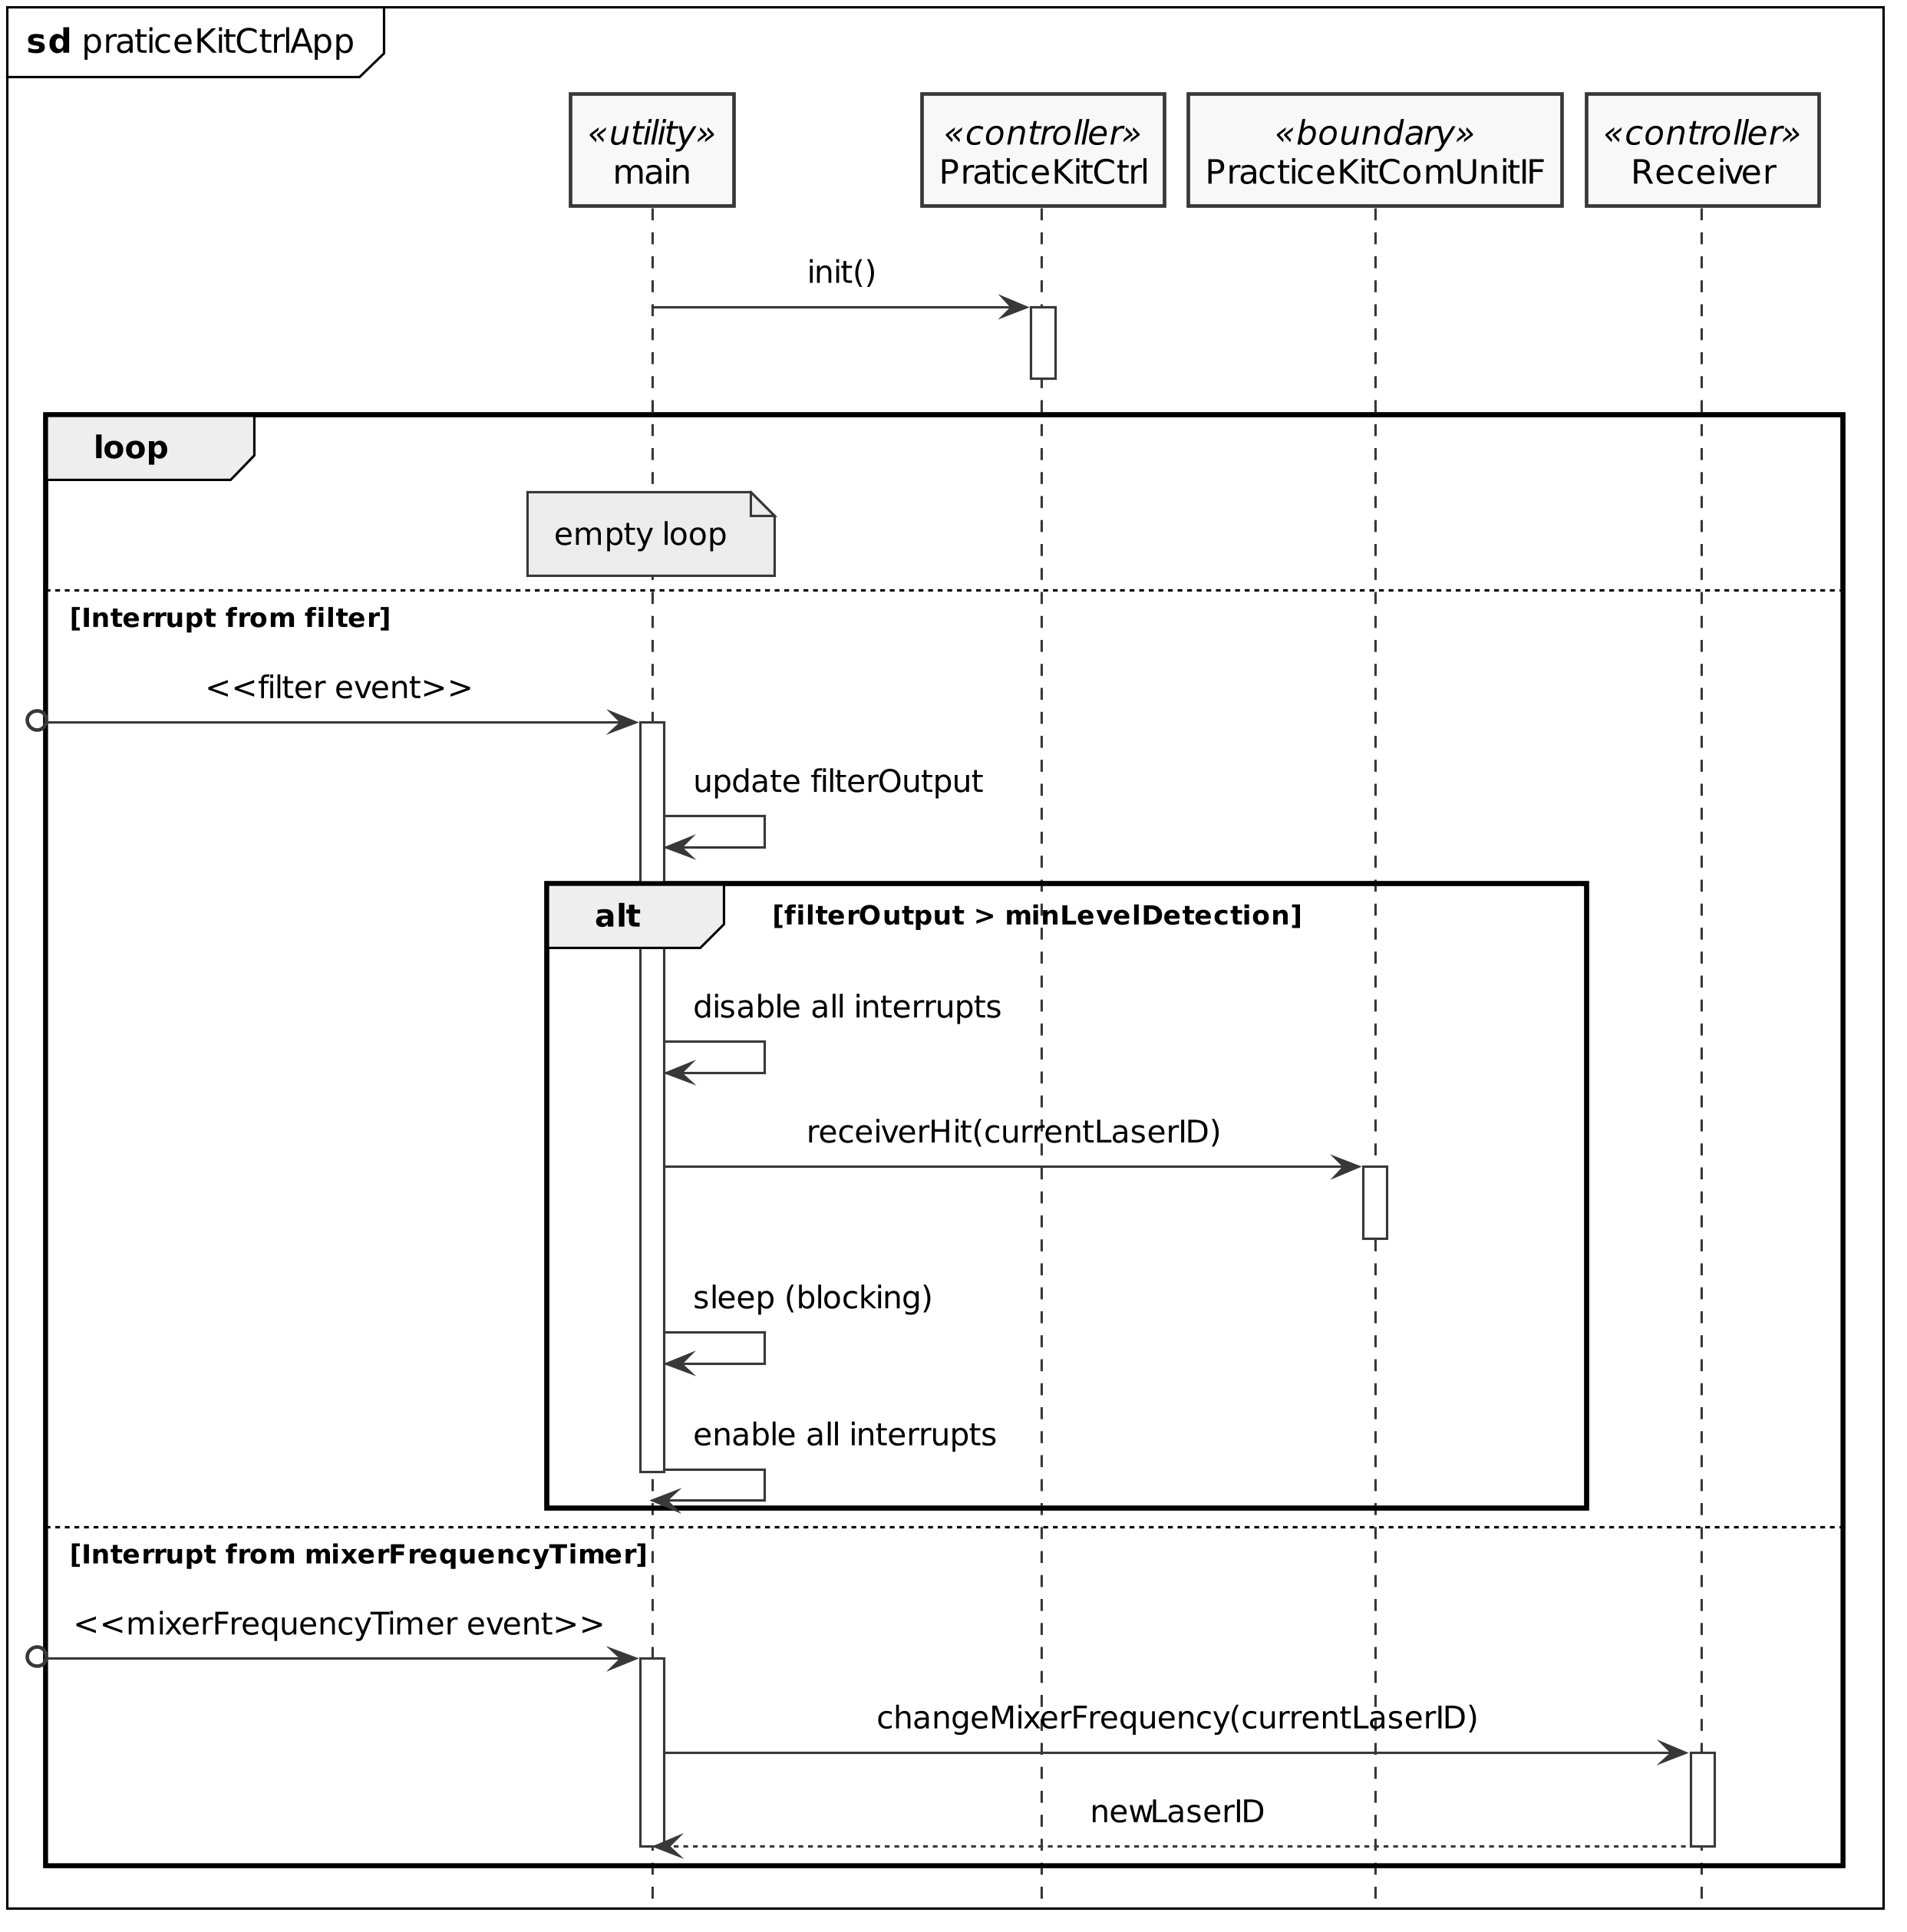 sd praticeKitCtrlApp
«utility»
main
«controller»
PraticeKitCtrl
«boundary»
PracticeKitComUnitIF
«controller»
Receiver
init()
loop
empty loop
[Interrupt from filter]
<<filter event>>
update filterOutput
alt
[filterOutput > minLevelDetection]
disable all interrupts
receiverHit(currentLaserID)
sleep (blocking)
enable all interrupts
[Interrupt from mixerFrequencyTimer]
<<mixerFrequencyTimer event>>
changeMixerFrequency(currentLaserID)
newLaserID